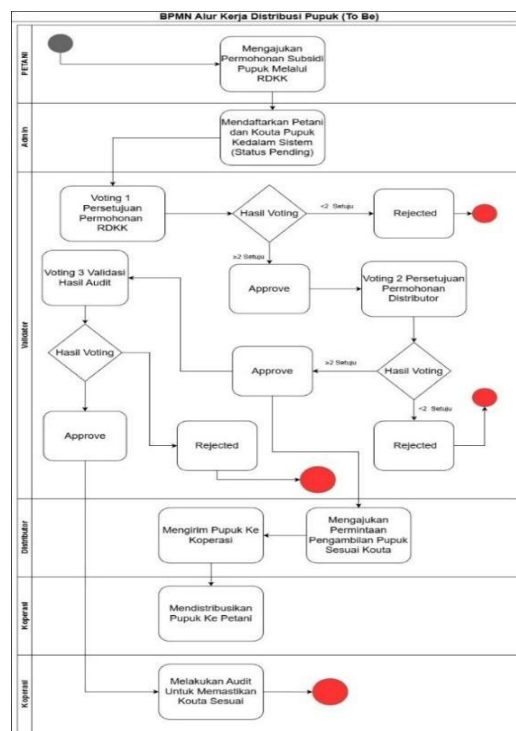 BPMN Alur Kerja Distribusi Pupuk (To Be)
PETANI
Mengajukan
Permohonan Subsidi
Pupuk Melalui
RDKK
Admin
Mendaftarkan Petani
dan Kouta Pupuk
Kedalam Sistem
(Status Pending)
Validator
Voting 1
Persetujuan
Permohonan
RDKK
Hasil Voting
<2 Setuju
Rejected
≥2 Setuju
Approve
Voting 2 Persetujuan
Permohonan
Distributor
Voting 3 Validasi
Hasil Audit
Hasil Voting
Approve
≥2 Setuju
Hasil Voting
<2 Setuju
Approve
Rejected
Rejected
Distributor
Mengirim Pupuk Ke
Koperasi
Mengajukan
Permintaan
Pengambilan Pupuk
Sesuai Kouta
Koperasi
Mendistribusikan
Pupuk Ke Petani
Koperasi
Melakukan Audit
Untuk Memastikan
Kouta Sesuai